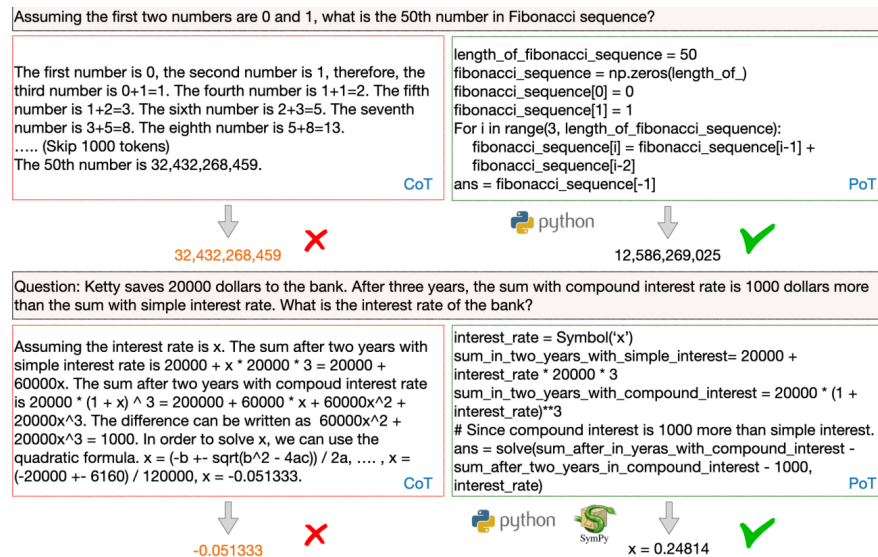 Assuming the first two numbers are 0 and 1, what is the 50th number in Fibonacci sequence?
The first number is 0, the second number is 1, therefore, the
third number is 0+1=1. The fourth number is 1+1=2. The fifth
number is 1+2=3. The sixth number is 2+3=5. The seventh
number is 3+5=8. The eighth number is 5+8=13.
..... (Skip 1000 tokens)
The 50th number is 32,432,268,459.
CoT
length_of_fibonacci_sequence = 50
fibonacci_sequence = np.zeros(length_of_)
fibonacci_sequence[0] = 0
fibonacci_sequence[1] = 1
For i in range(3, length_of_fibonacci_sequence):
fibonacci_sequence[i] = fibonacci_sequence[i-1] +
fibonacci_sequence[i-2]
ans = fibonacci_sequence[-1]
PoT
32,432,268,459
python
12,586,269,025
Question: Ketty saves 20000 dollars to the bank. After three years, the sum with compound interest rate is 1000 dollars more
than the sum with simple interest rate. What is the interest rate of the bank?
Assuming the interest rate is x. The sum after two years with
simple interest rate is 20000 + x * 20000 * 3 = 20000 +
60000x. The sum after two years with compoud interest rate
is 20000 * (1 + x) ^ 3 = 200000 + 60000 * x + 60000x^2 +
20000x^3. The difference can be written as 60000x^2 +
20000x^3 = 1000. In order to solve x, we can use the
quadratic formula. x = (-b +- sqrt(b^2 - 4ac)) / 2a, .... , x =
(-20000 +- 6160) / 120000, x = -0.051333.
CoT
interest_rate = Symbol(‘x’)
sum_in_two_years_with_simple_interest= 20000 +
interest_rate * 20000 * 3
sum_in_two_years_with_compound_interest = 20000 * (1 +
interest_rate)**3
# Since compound interest is 1000 more than simple interest.
ans = solve(sum_after_in_yeras_with_compound_interest -
sum_after_two_years_in_compound_interest - 1000,
interest_rate)
PoT
-0.051333
python
SymPy
x = 0.24814